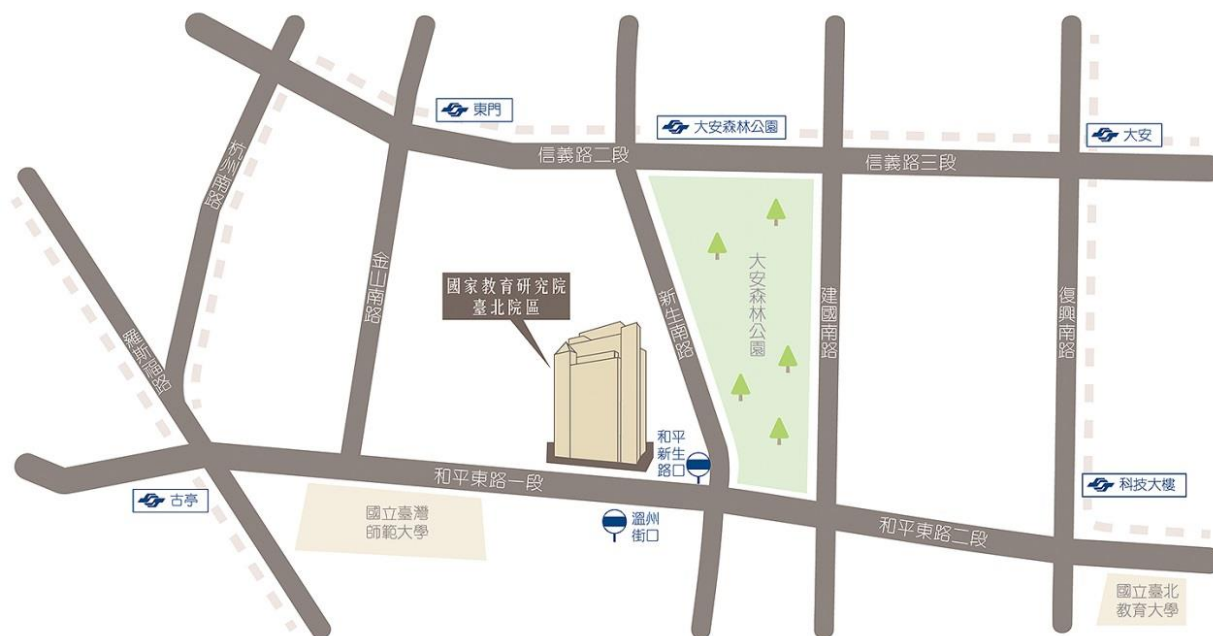 東門
大安森林公園
大安
信義路二段
信義路三段
杭州南路
金山南路
羅斯福路
國家教育研究院
臺北院區
新生南路
大安森林公園
建國南路
復興南路
和平
新生
路口
和平東路一段
古亭
國立臺灣
師範大學
溫州
街口
和平東路二段
科技大樓
國立臺北
教育大學